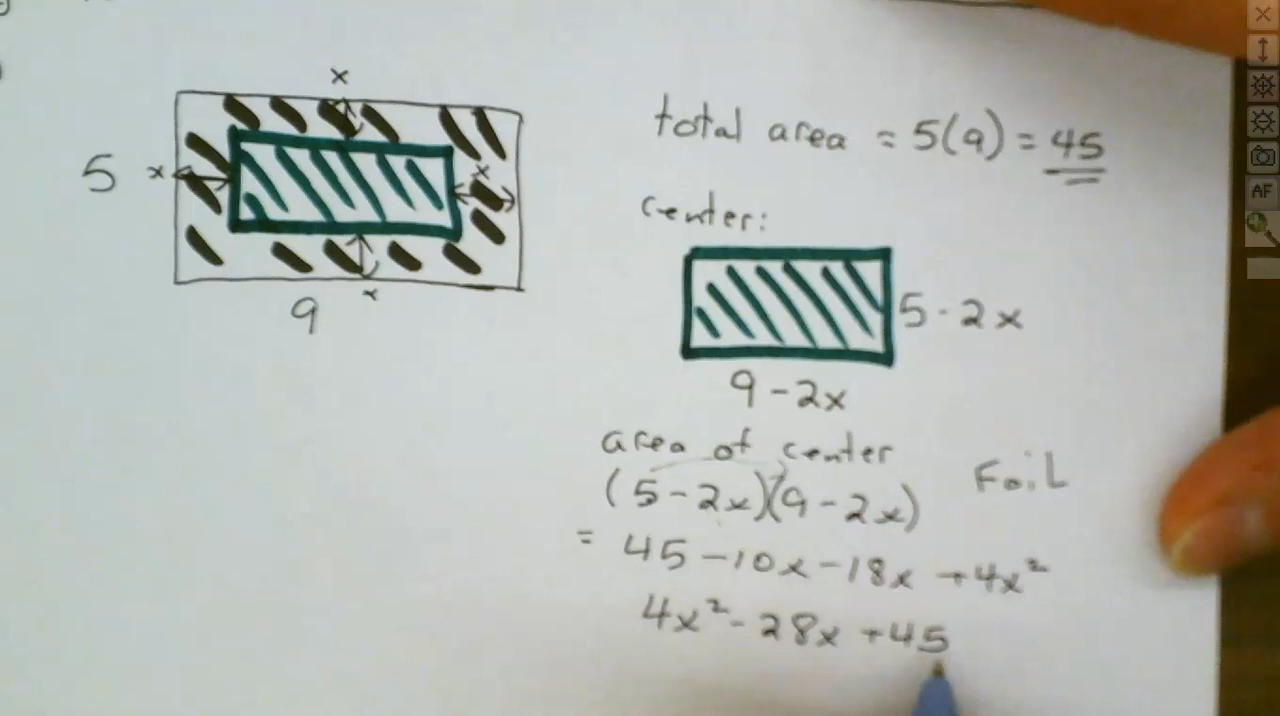 x
5
x
x
x
9
total area = 5(9) = 45
center:
5 - 2x
9 - 2x
area of center
(5 - 2x)(9 - 2x)
FoiL
= 45 - 10x - 18x + 4x²
4x² - 28x + 45
AF